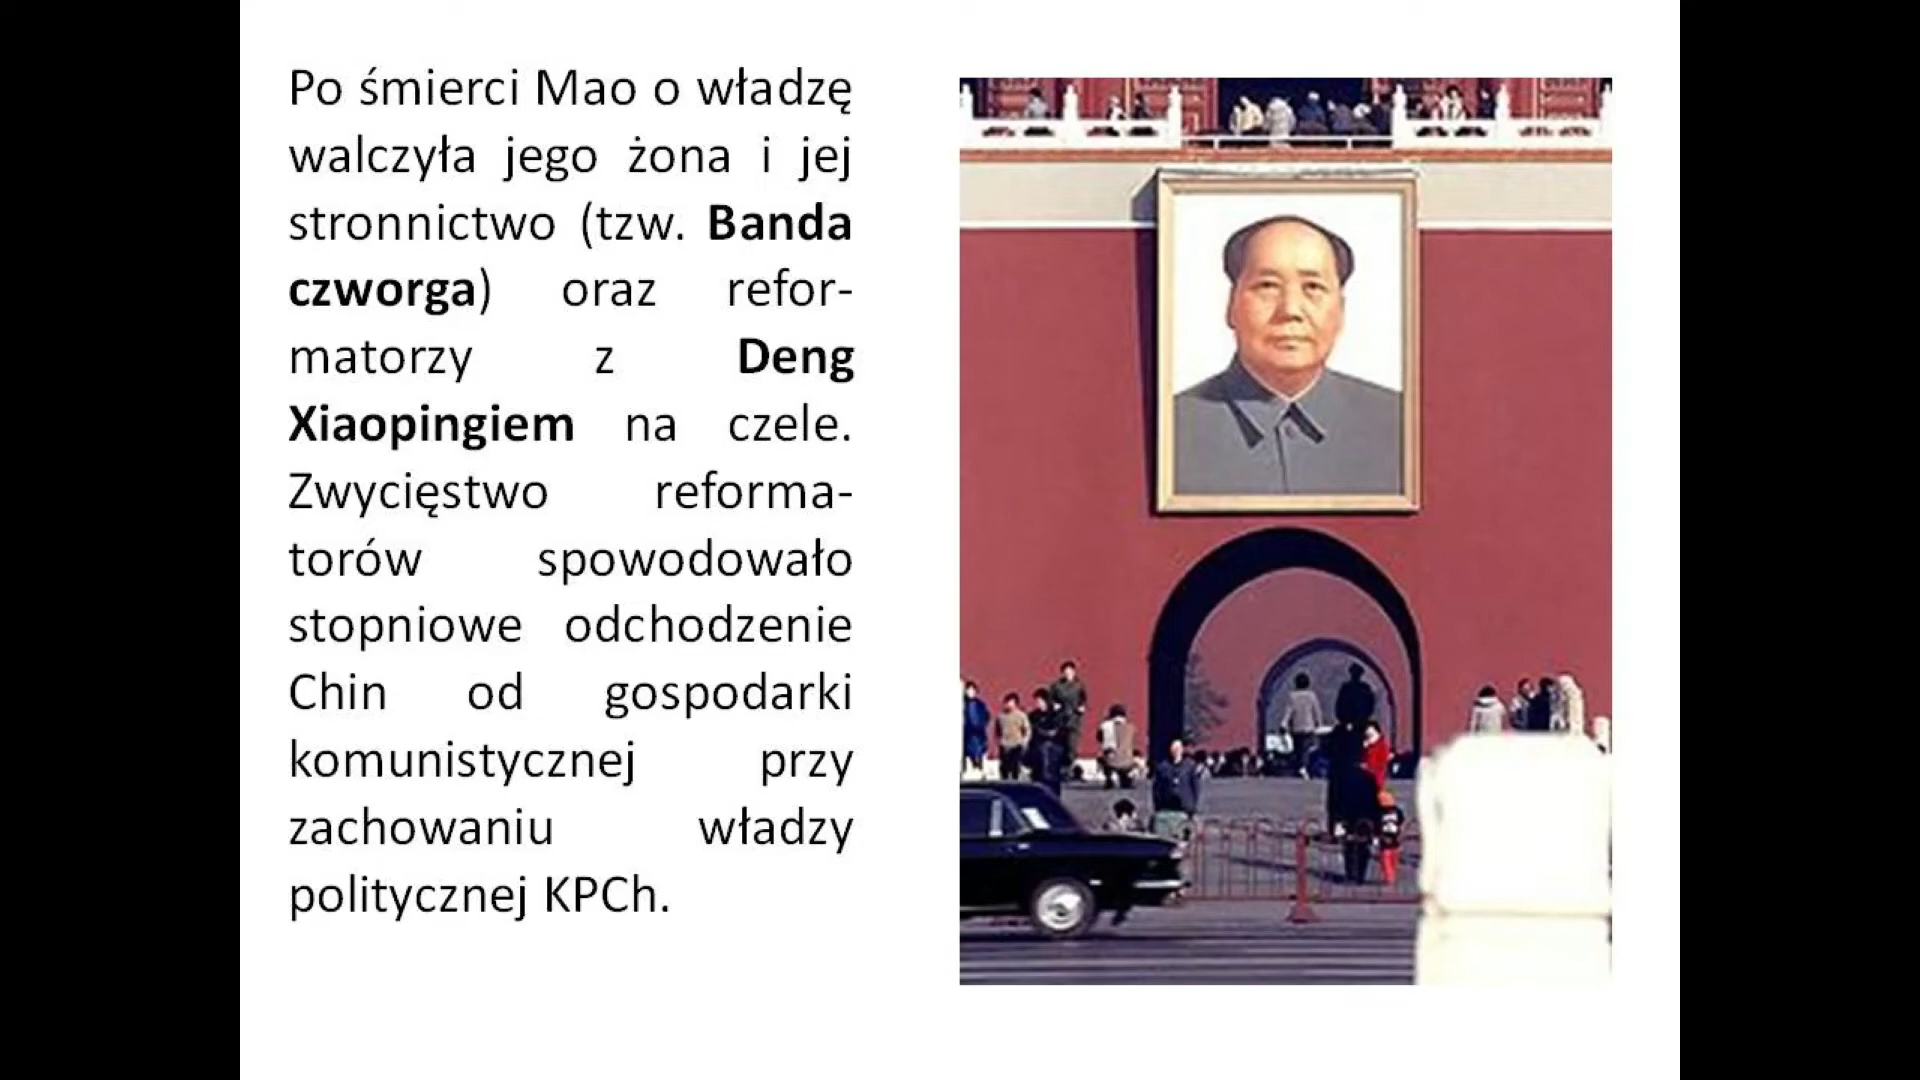 Po śmierci Mao o władzę
walczyła jego żona i jej
stronnictwo (tzw. Banda
czworga) oraz refor-
matorzy z Deng
Xiaopingiem na czele.
Zwycięstwo reforma-
torów spowodowało
stopniowe odchodzenie
Chin od gospodarki
komunistycznej przy
zachowaniu władzy
politycznej KPCh.